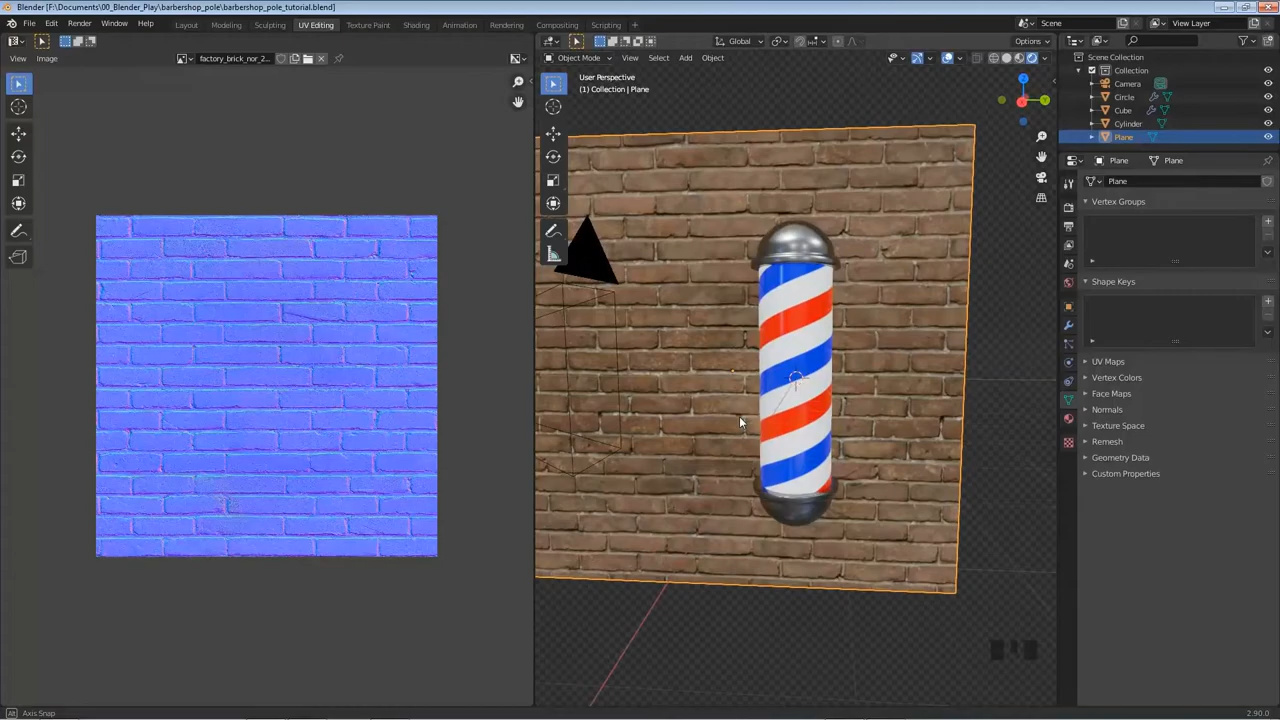 Blender [F:\Documents\00_Blender_Play\barbershop_pole\barbershop_pole_tutorial.blend]
File Edit Render Window Help Layout Modeling Sculpting UV Editing Texture Paint Shading Animation Rendering Compositing Scripting Scene View Layer
Global Options
View Image factory_brick_nor_2... Object Mode View Select Add Object
User Perspective
(1) Collection | Plane
Scene Collection
Collection
Camera
Circle
Cube
Cylinder
Plane
Plane Plane
Plane
Vertex Groups
Shape Keys
UV Maps
Vertex Colors
Face Maps
Normals
Texture Space
Remesh
Geometry Data
Custom Properties
Alt Axis Snap 2.90.0